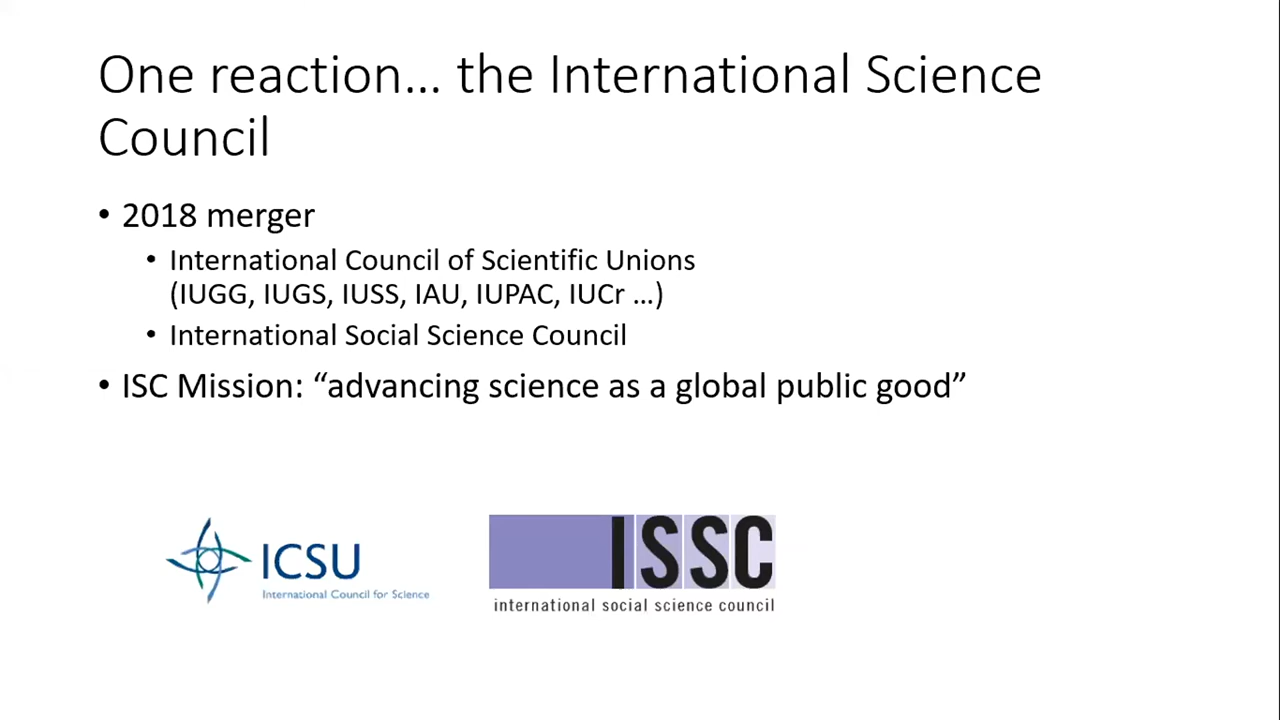 One reaction… the International Science
Council
• 2018 merger
• International Council of Scientific Unions
(IUGG, IUGS, IUSS, IAU, IUPAC, IUCr …)
• International Social Science Council
• ISC Mission: “advancing science as a global public good”
ICSU
International Council for Science
ISSC
international social science council